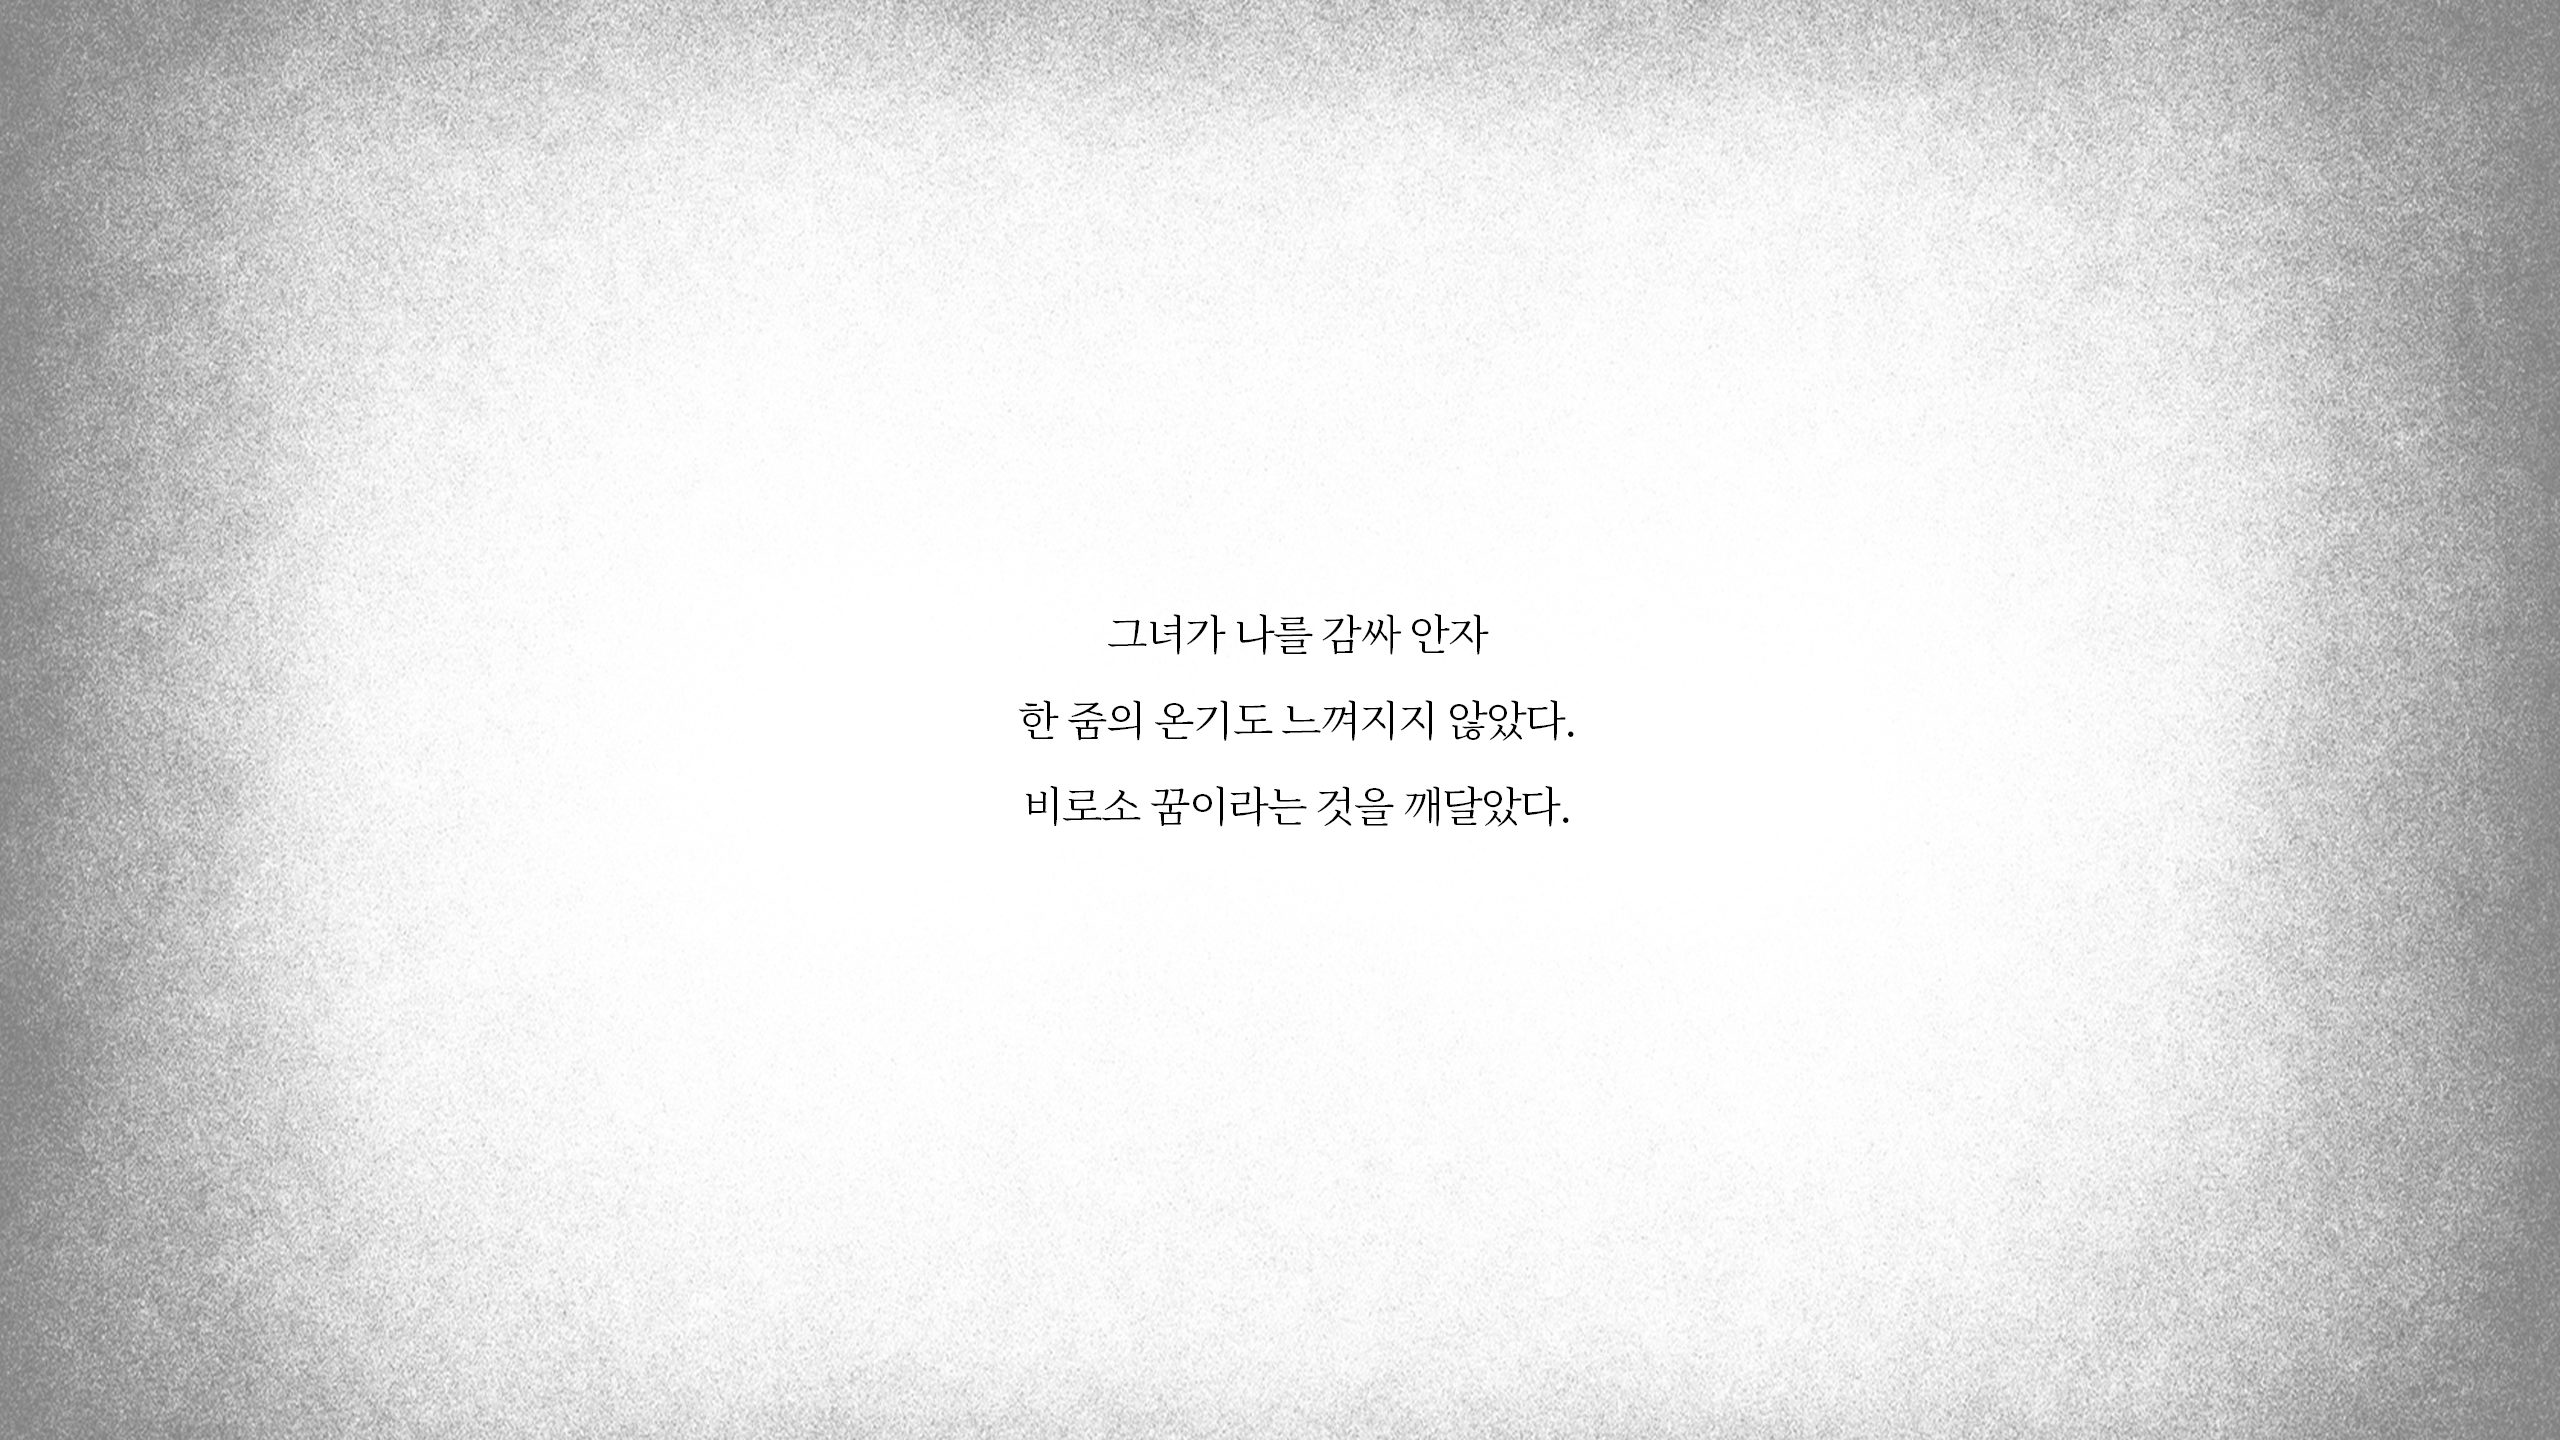 그녀가 나를 감싸 안자
한 줌의 온기도 느껴지지 않았다.
비로소 꿈이라는 것을 깨달았다.